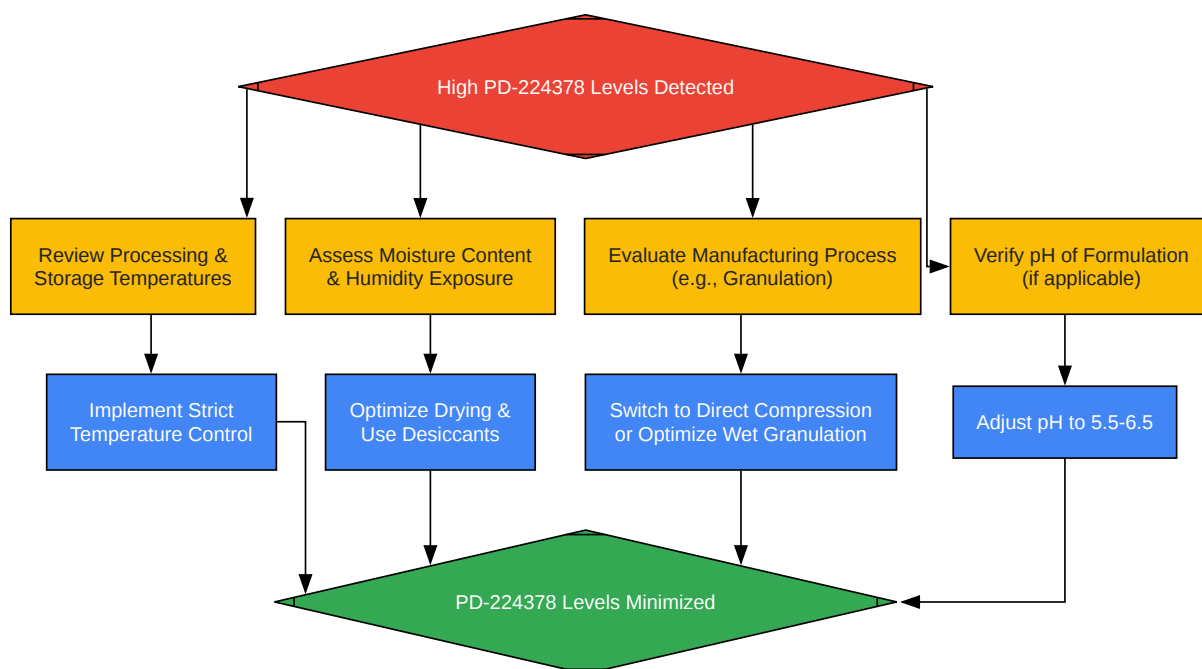 High PD-224378 Levels Detected
Review Processing &
Storage Temperatures
Assess Moisture Content
& Humidity Exposure
Evaluate Manufacturing Process
(e.g., Granulation)
Verify pH of Formulation
(if applicable)
Implement Strict
Temperature Control
Optimize Drying &
Use Desiccants
Switch to Direct Compression
or Optimize Wet Granulation
Adjust pH to 5.5-6.5
PD-224378 Levels Minimized